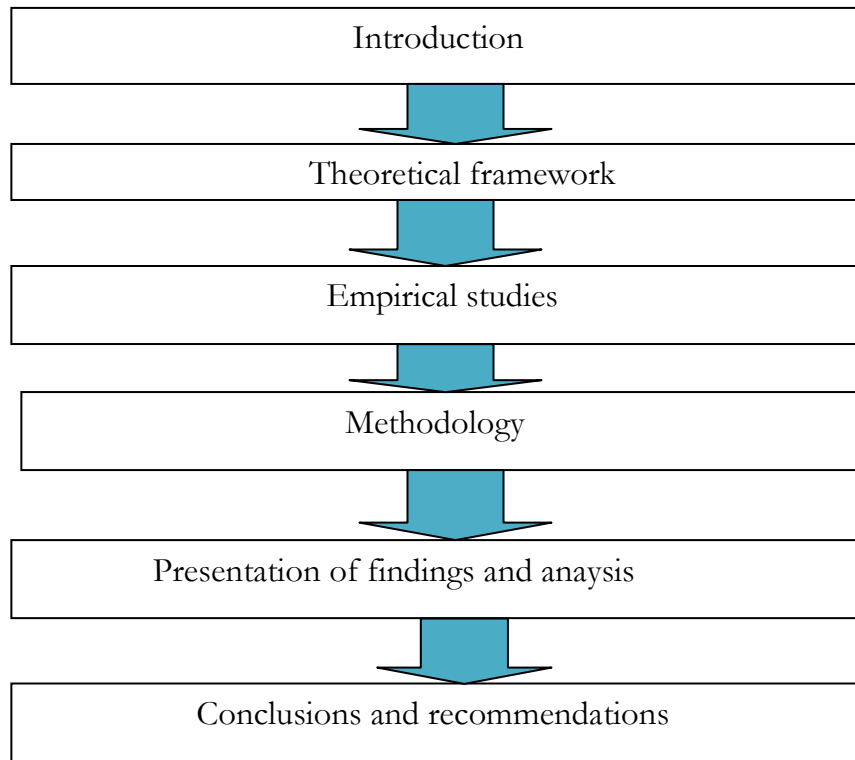 Introduction
Theoretical framework
Empirical studies
Methodology
Presentation of findings and anaysis
Conclusions and recommendations